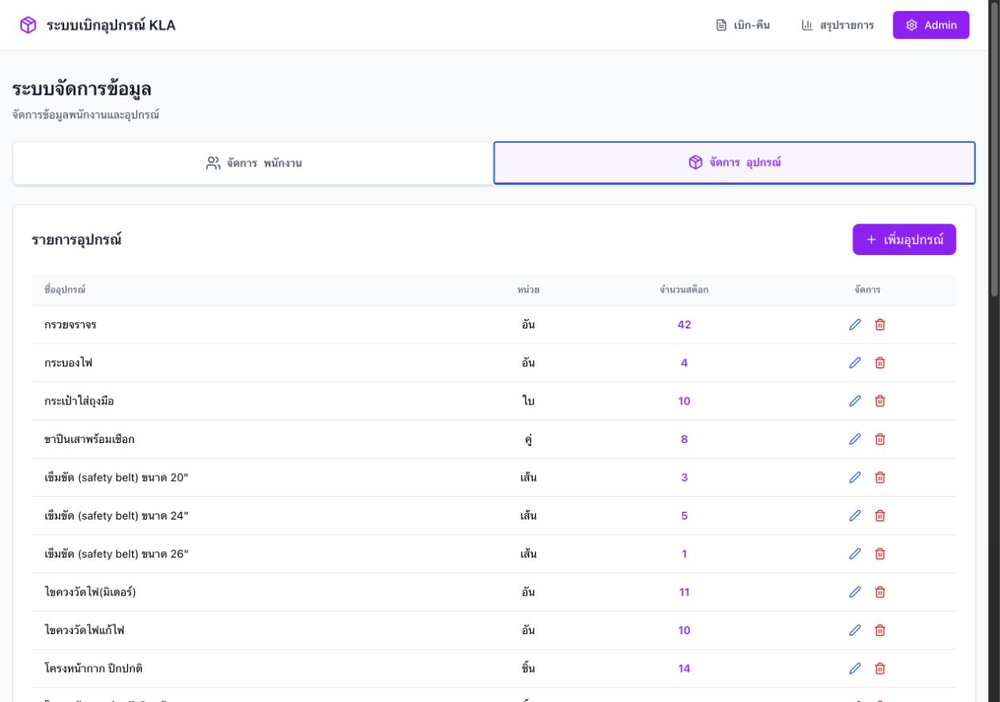 ระบบเบิกอุปกรณ์ KLA
เบิก-คืน
สรุปรายการ
Admin
ระบบจัดการข้อมูล
จัดการข้อมูลพนักงานและอุปกรณ์
จัดการ พนักงาน
จัดการ อุปกรณ์
รายการอุปกรณ์
+ เพิ่มอุปกรณ์
ชื่ออุปกรณ์ หน่วย จำนวนสต็อก จัดการ
กรวยจราจร อัน 42
กระบองไฟ อัน 4
กระเป๋าใส่ถุงมือ ใบ 10
ขาปีนเสาพร้อมเชือก คู่ 8
เข็มขัด (safety belt) ขนาด 20" เส้น 3
เข็มขัด (safety belt) ขนาด 24" เส้น 5
เข็มขัด (safety belt) ขนาด 26" เส้น 1
ไขควงวัดไฟ(มิเตอร์) อัน 11
ไขควงวัดไฟแก้ไฟ อัน 10
โครงหน้ากาก ปีกปกติ ชิ้น 14